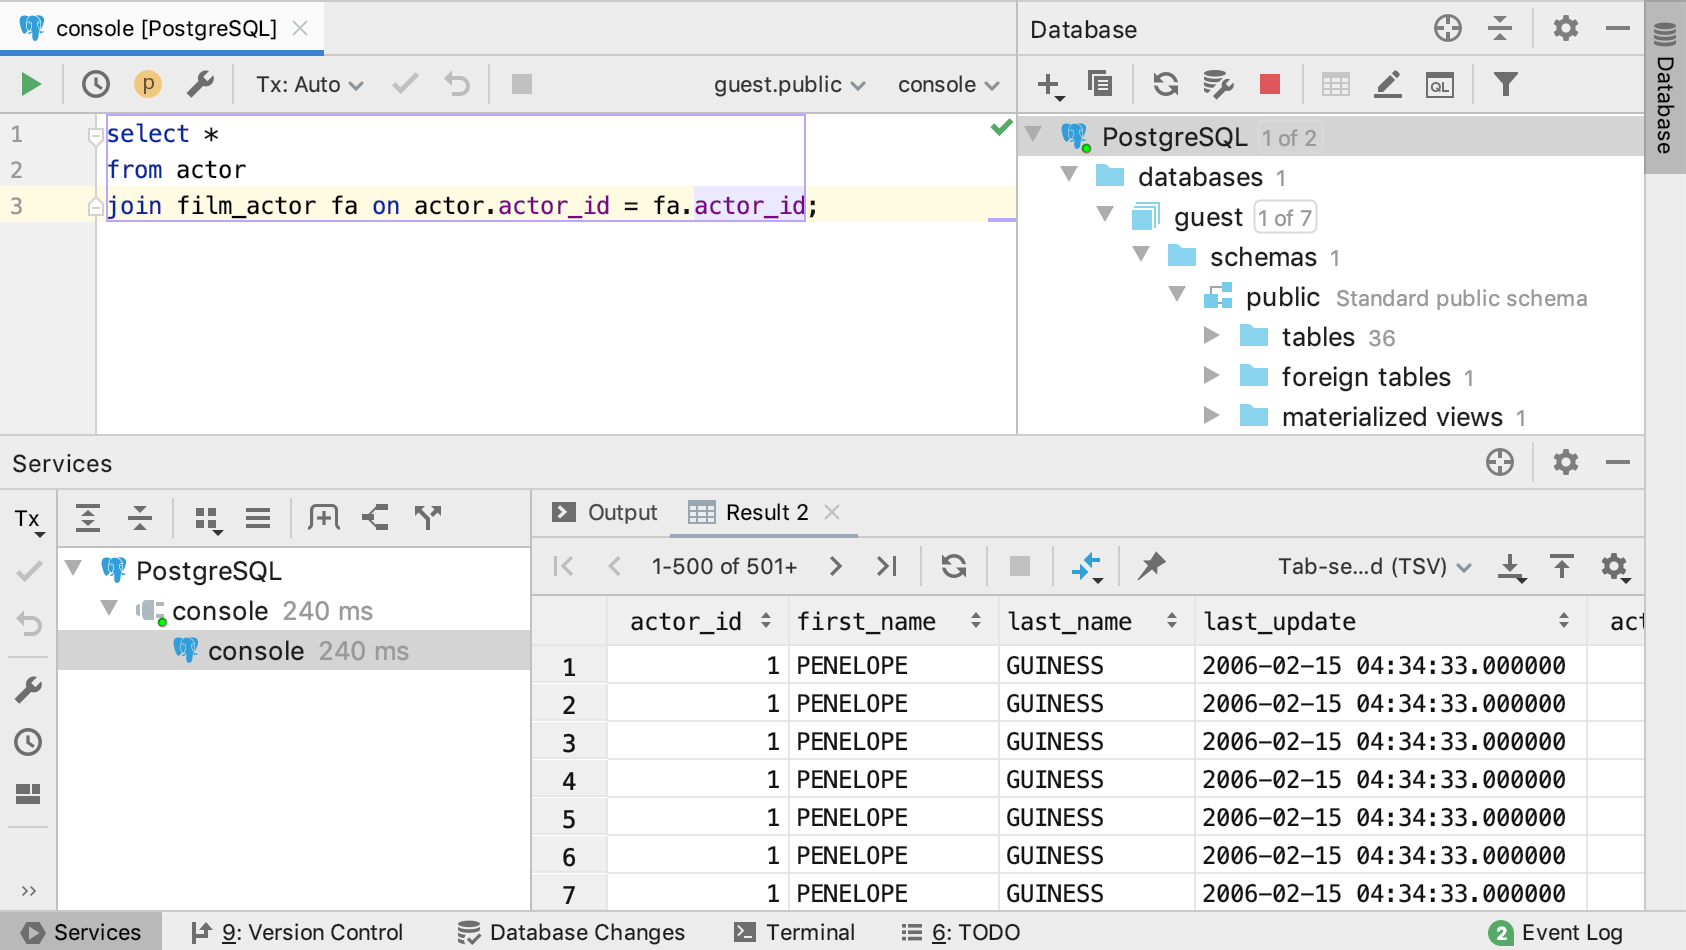 console [PostgreSQL]
Database
Tx: Auto
guest.public
console
QL
Database
1 select *
2 from actor
3 join film_actor fa on actor.actor_id = fa.actor_id;
PostgreSQL 1 of 2
databases 1
guest 1 of 7
schemas 1
public Standard public schema
tables 36
foreign tables 1
materialized views 1
Services
Tx
PostgreSQL
console 240 ms
console 240 ms
Output
Result 2
1-500 of 501+
Tab-se...d (TSV)
actor_id first_name last_name last_update act
1 1 PENELOPE GUINESS 2006-02-15 04:34:33.000000
2 1 PENELOPE GUINESS 2006-02-15 04:34:33.000000
3 1 PENELOPE GUINESS 2006-02-15 04:34:33.000000
4 1 PENELOPE GUINESS 2006-02-15 04:34:33.000000
5 1 PENELOPE GUINESS 2006-02-15 04:34:33.000000
6 1 PENELOPE GUINESS 2006-02-15 04:34:33.000000
7 1 PENELOPE GUINESS 2006-02-15 04:34:33.000000
Services
9: Version Control
Database Changes
Terminal
6: TODO
2 Event Log